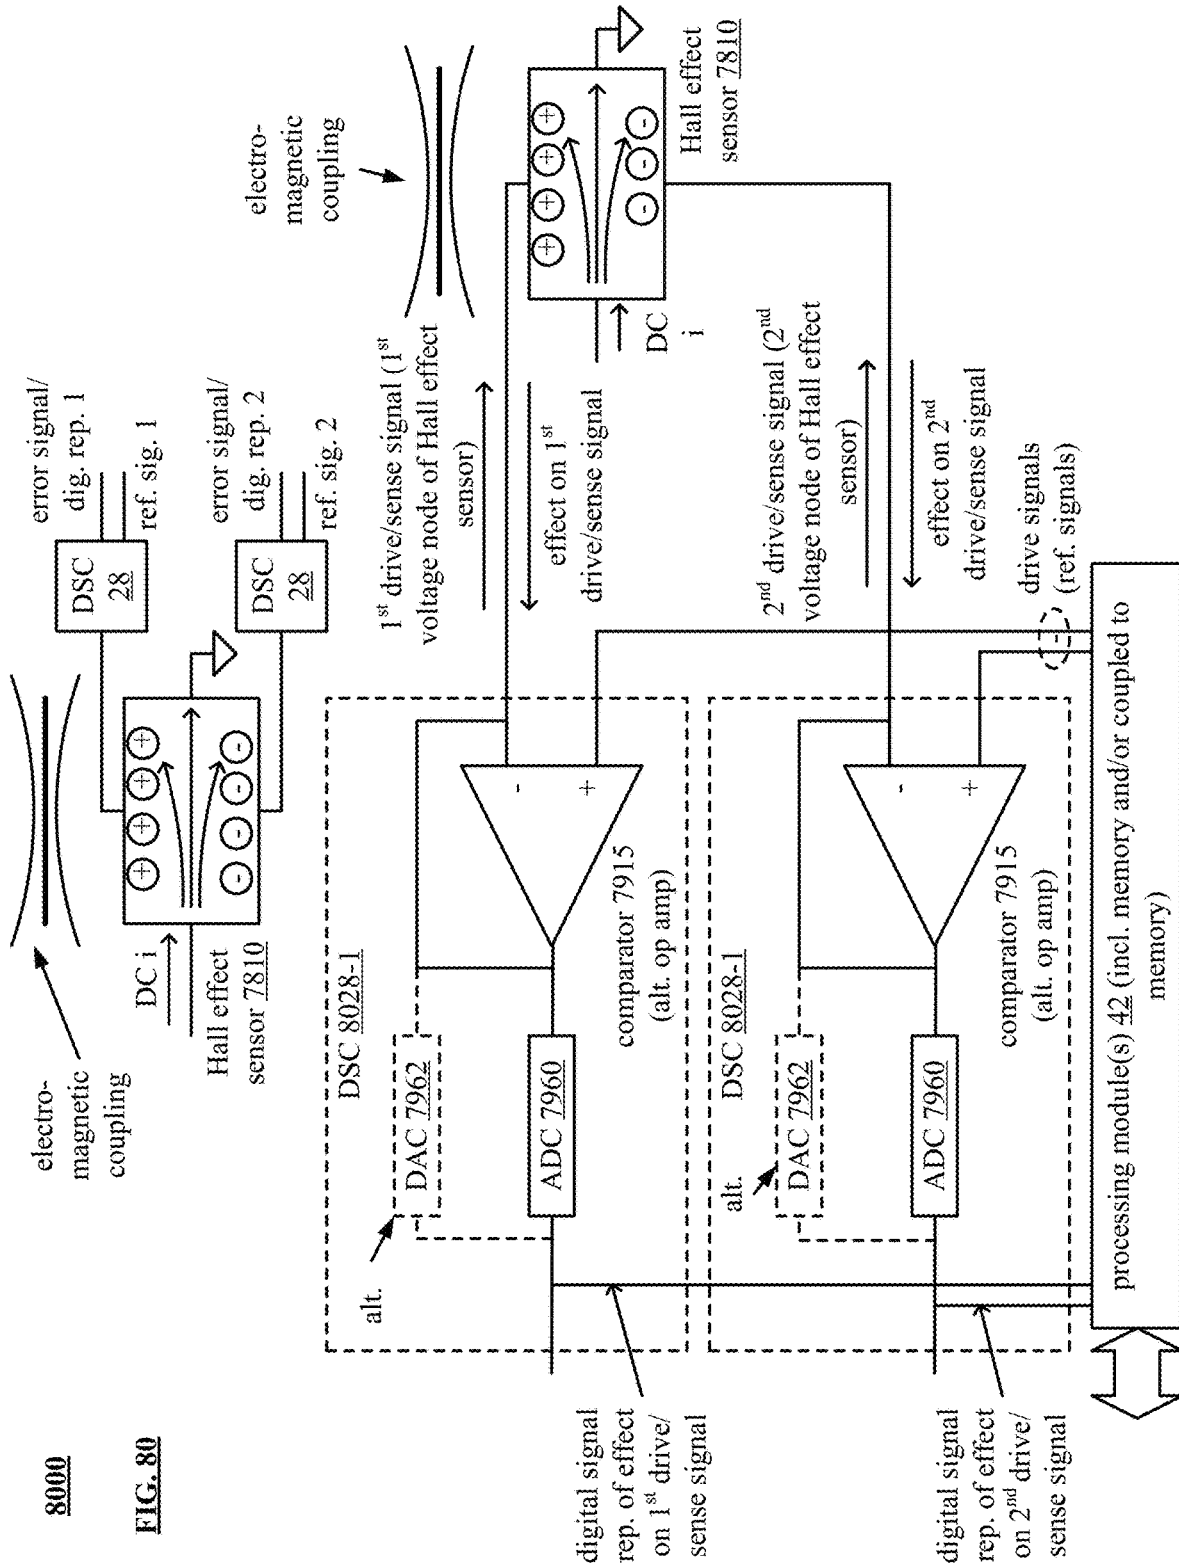 8000
FIG. 80
electro-
magnetic
coupling
DC i
Hall effect
sensor 7810
+
+
+
+
-
-
-
-
DSC
28
error signal/
dig. rep. 1
ref. sig. 1
DSC
28
error signal/
dig. rep. 2
ref. sig. 2
electro-
magnetic
coupling
+
+
+
+
-
-
-
DC
i
Hall effect
sensor 7810
1st drive/sense signal (1st
voltage node of Hall effect
sensor)
effect on 1st
drive/sense signal
2nd drive/sense signal (2nd
voltage node of Hall effect
sensor)
effect on 2nd
drive/sense signal
drive signals
(ref. signals)
DSC 8028-1
alt.
DAC 7962
ADC 7960
-
+
comparator 7915
(alt. op amp)
DSC 8028-1
alt.
DAC 7962
ADC 7960
-
+
comparator 7915
(alt. op amp)
digital signal
rep. of effect
on 1st drive/
sense signal
digital signal
rep. of effect
on 2nd drive/
sense signal
processing module(s) 42 (incl. memory and/or coupled to
memory)